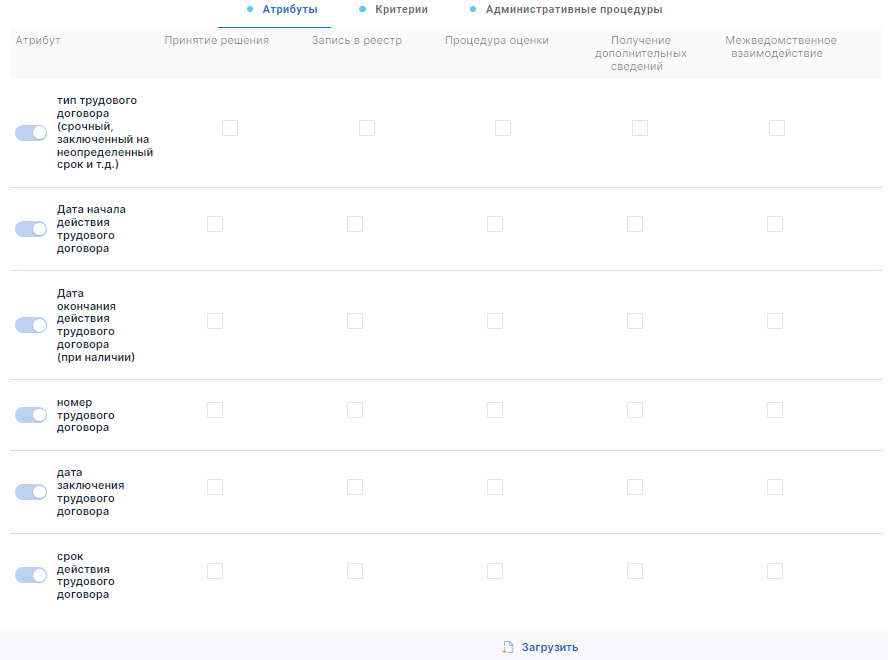 Атрибуты Критерии Административные процедуры
Атрибут Принятие решения Запись в реестр Процедура оценки Получение дополнительных сведений Межведомственное взаимодействие
тип трудового
договора
(срочный,
заключенный на
неопределенный
срок и т.д.)
Дата начала
действия
трудового
договора
Дата
окончания
действия
трудового
договора
(при наличии)
номер
трудового
договора
дата
заключения
трудового
договора
срок
действия
трудового
договора
Загрузить